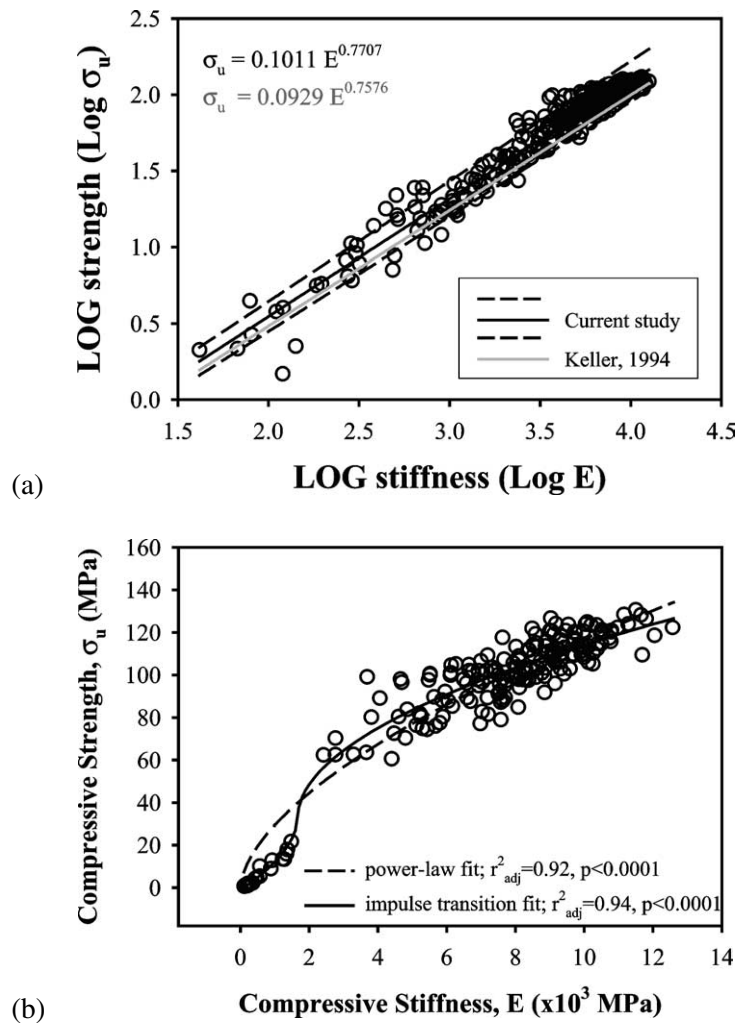 (a)
2.5
2.0
1.5
1.0
0.5
0.0
LOG strength (Log σu)
σu = 0.1011 E^0.7707
σu = 0.0929 E^0.7576
Current study
Keller, 1994
1.5 2.0 2.5 3.0 3.5 4.0 4.5
LOG stiffness (Log E)
(b)
160
140
120
100
80
60
40
20
0
Compressive Strength, σu (MPa)
power-law fit; r²adj=0.92, p<0.0001
impulse transition fit; r²adj=0.94, p<0.0001
0 2 4 6 8 10 12 14
Compressive Stiffness, E (x10³ MPa)